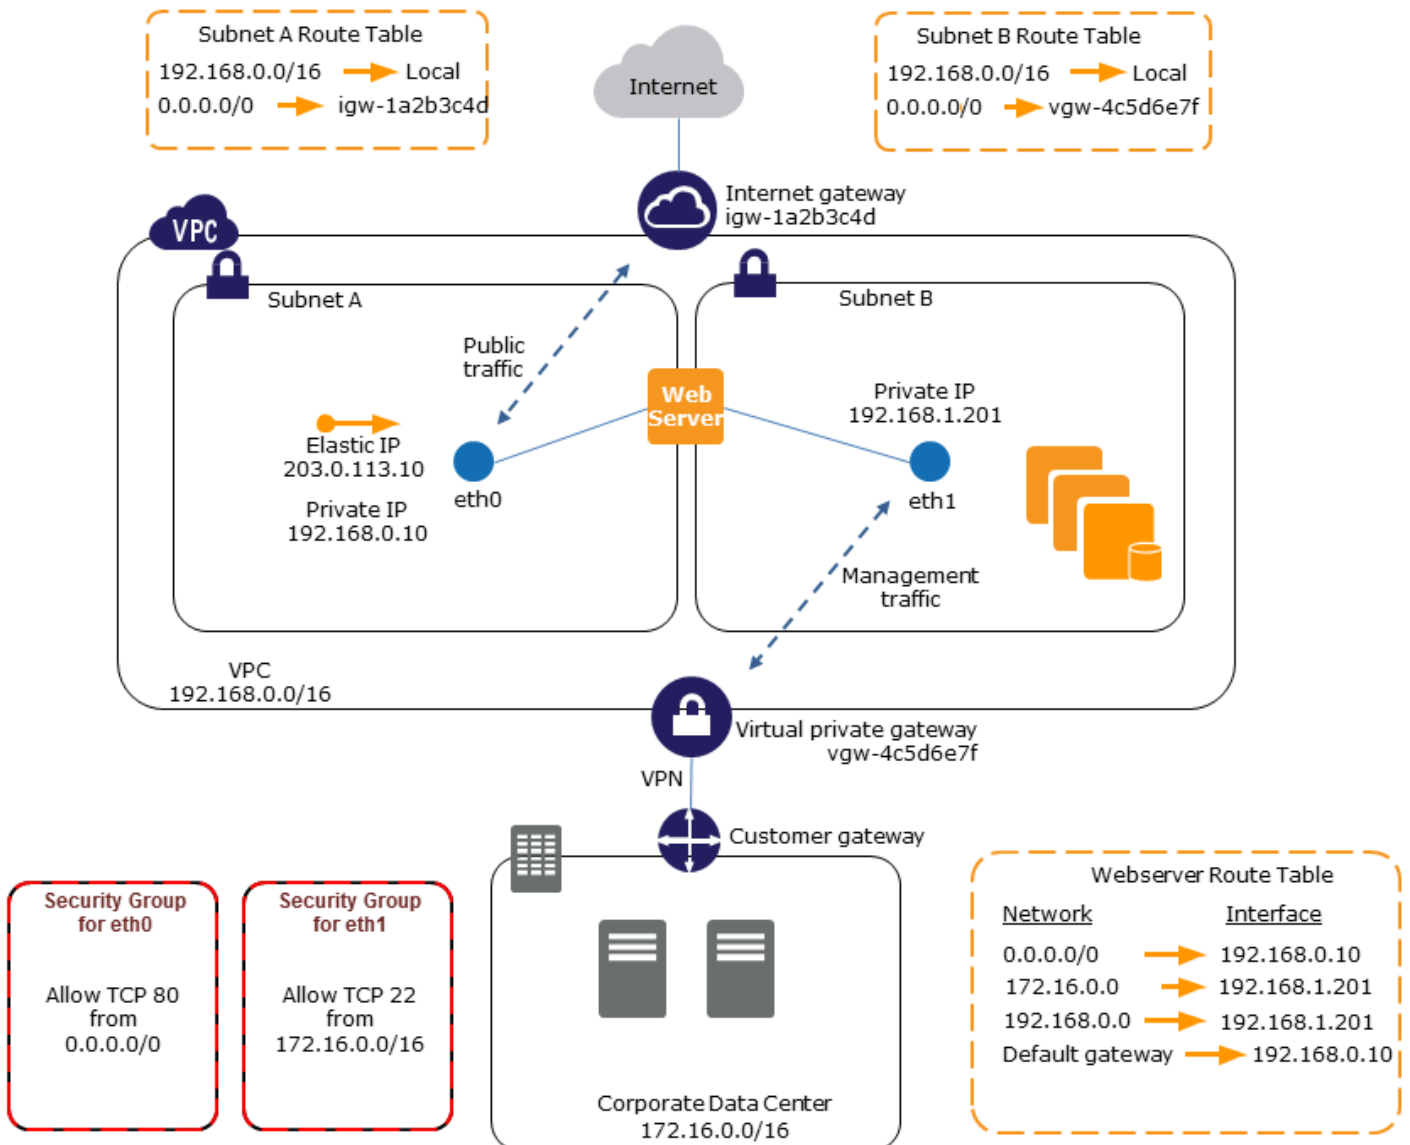 Subnet A Route Table
192.168.0.0/16 Local
0.0.0.0/0 igw-1a2b3c4d
Internet
Subnet B Route Table
192.168.0.0/16 Local
0.0.0.0/0 vgw-4c5d6e7f
Internet gateway
igw-1a2b3c4d
VPC
Subnet A
Subnet B
Public
traffic
Web
Server
Elastic IP
203.0.113.10
Private IP
192.168.0.10
eth0
Private IP
192.168.1.201
eth1
Management
traffic
VPC
192.168.0.0/16
Virtual private gateway
vgw-4c5d6e7f
VPN
Customer gateway
Security Group
for eth0
Allow TCP 80
from
0.0.0.0/0
Security Group
for eth1
Allow TCP 22
from
172.16.0.0/16
Corporate Data Center
172.16.0.0/16
Webserver Route Table
Network Interface
0.0.0.0/0 192.168.0.10
172.16.0.0 192.168.1.201
192.168.0.0 192.168.1.201
Default gateway 192.168.0.10